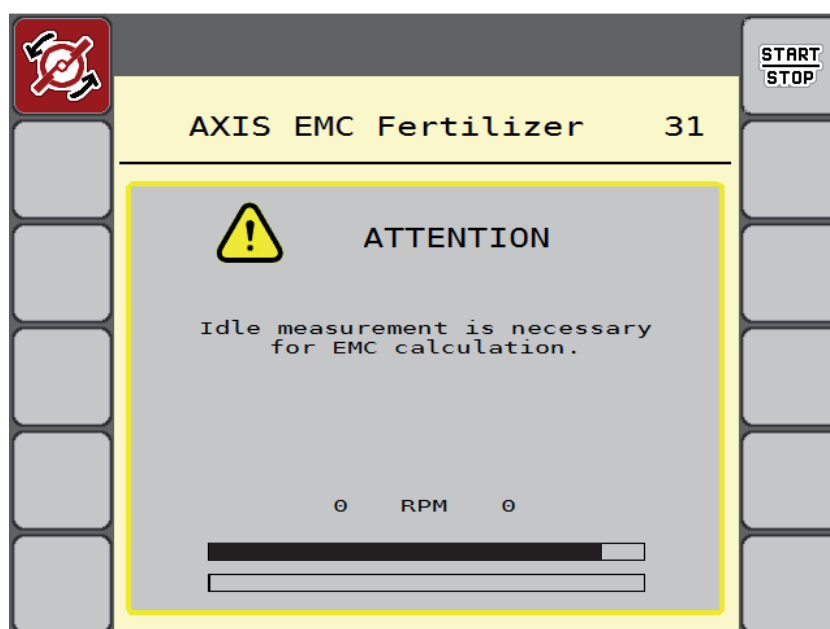 START
STOP
AXIS EMC Fertilizer 31
!
ATTENTION
Idle measurement is necessary
for EMC calculation.
0 RPM 0